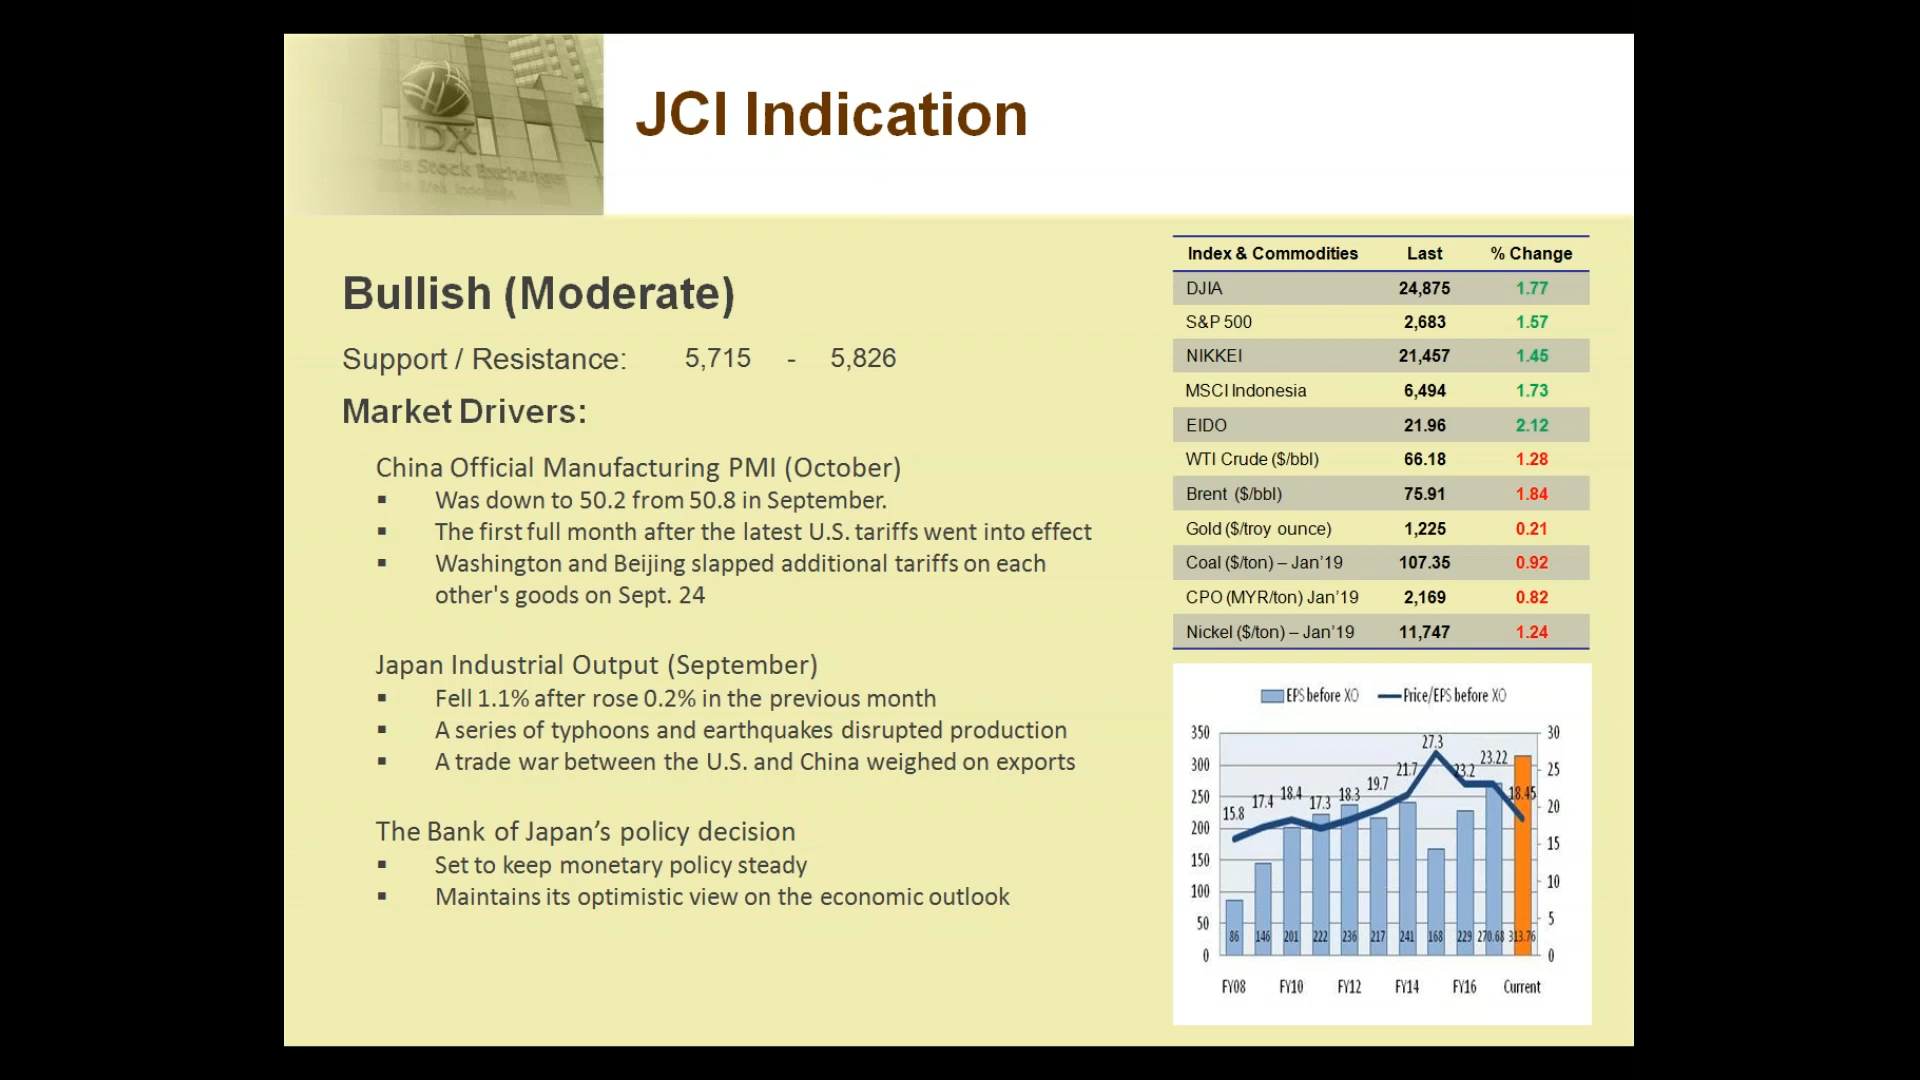 IDX
Stock Exchange
JCI Indication
Bullish (Moderate)
Support / Resistance: 5,715 - 5,826
Market Drivers:
China Official Manufacturing PMI (October)
▪ Was down to 50.2 from 50.8 in September.
▪ The first full month after the latest U.S. tariffs went into effect
▪ Washington and Beijing slapped additional tariffs on each
other's goods on Sept. 24
Japan Industrial Output (September)
▪ Fell 1.1% after rose 0.2% in the previous month
▪ A series of typhoons and earthquakes disrupted production
▪ A trade war between the U.S. and China weighed on exports
The Bank of Japan’s policy decision
▪ Set to keep monetary policy steady
▪ Maintains its optimistic view on the economic outlook
Index & Commodities Last % Change
DJIA 24,875 1.77
S&P 500 2,683 1.57
NIKKEI 21,457 1.45
MSCI Indonesia 6,494 1.73
EIDO 21.96 2.12
WTI Crude ($/bbl) 66.18 1.28
Brent ($/bbl) 75.91 1.84
Gold ($/troy ounce) 1,225 0.21
Coal ($/ton) – Jan’19 107.35 0.92
CPO (MYR/ton) Jan’19 2,169 0.82
Nickel ($/ton) – Jan’19 11,747 1.24
EPS before XO Price/EPS before XO
350 300 250 200 150 100 50 0
30 25 20 15 10 5 0
15.8 17.4 18.4 17.3 18.3 19.7 21.7 27.3 23.2 23.22 18.45
86 146 201 222 236 217 241 168 229 270.68 313.76
FY08 FY10 FY12 FY14 FY16 Current